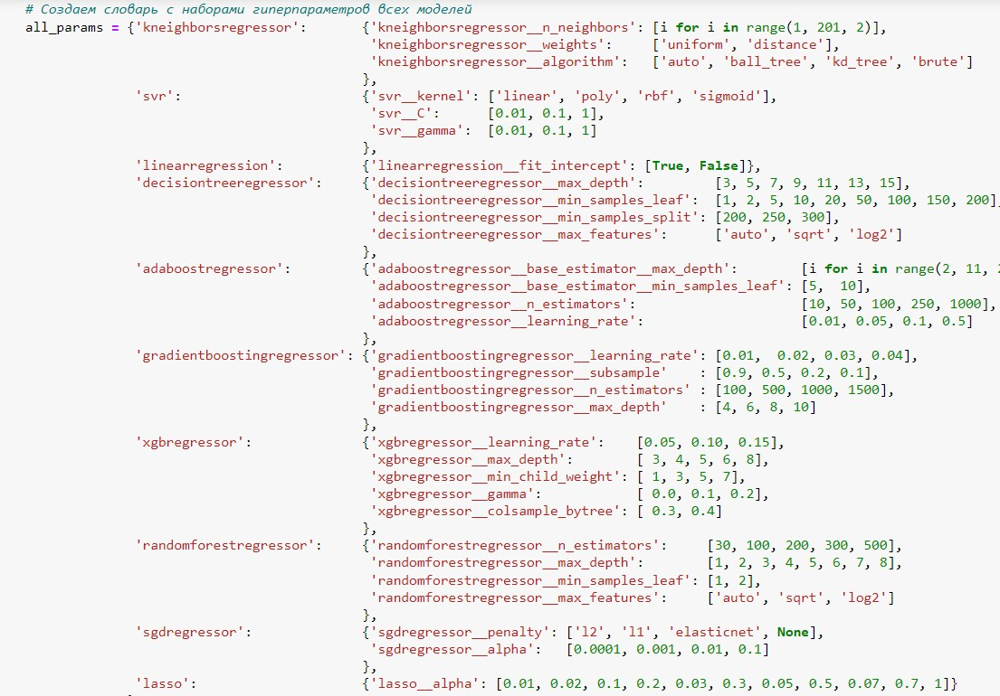 # Создаем словарь с наборами гиперпараметров всех моделей
all_params = {'kneighborsregressor': {'kneighborsregressor__n_neighbors': [i for i in range(1, 201, 2)],
'kneighborsregressor__weights': ['uniform', 'distance'],
'kneighborsregressor__algorithm': ['auto', 'ball_tree', 'kd_tree', 'brute']
},
'svr': {'svr__kernel': ['linear', 'poly', 'rbf', 'sigmoid'],
'svr__C': [0.01, 0.1, 1],
'svr__gamma': [0.01, 0.1, 1]
},
'linearregression': {'linearregression__fit_intercept': [True, False]},
'decisiontreeregressor': {'decisiontreeregressor__max_depth': [3, 5, 7, 9, 11, 13, 15],
'decisiontreeregressor__min_samples_leaf': [1, 2, 5, 10, 20, 50, 100, 150, 200],
'decisiontreeregressor__min_samples_split': [200, 250, 300],
'decisiontreeregressor__max_features': ['auto', 'sqrt', 'log2']
},
'adaboostregressor': {'adaboostregressor__base_estimator__max_depth': [i for i in range(2, 11, 
'adaboostregressor__base_estimator__min_samples_leaf': [5, 10],
'adaboostregressor__n_estimators': [10, 50, 100, 250, 1000],
'adaboostregressor__learning_rate': [0.01, 0.05, 0.1, 0.5]
},
'gradientboostingregressor': {'gradientboostingregressor__learning_rate': [0.01, 0.02, 0.03, 0.04],
'gradientboostingregressor__subsample' : [0.9, 0.5, 0.2, 0.1],
'gradientboostingregressor__n_estimators' : [100, 500, 1000, 1500],
'gradientboostingregressor__max_depth' : [4, 6, 8, 10]
},
'xgbregressor': {'xgbregressor__learning_rate': [0.05, 0.10, 0.15],
'xgbregressor__max_depth': [ 3, 4, 5, 6, 8],
'xgbregressor__min_child_weight': [ 1, 3, 5, 7],
'xgbregressor__gamma': [ 0.0, 0.1, 0.2],
'xgbregressor__colsample_bytree': [ 0.3, 0.4]
},
'randomforestregressor': {'randomforestregressor__n_estimators': [30, 100, 200, 300, 500],
'randomforestregressor__max_depth': [1, 2, 3, 4, 5, 6, 7, 8],
'randomforestregressor__min_samples_leaf': [1, 2],
'randomforestregressor__max_features': ['auto', 'sqrt', 'log2']
},
'sgdregressor': {'sgdregressor__penalty': ['l2', 'l1', 'elasticnet', None],
'sgdregressor__alpha': [0.0001, 0.001, 0.01, 0.1]
},
'lasso': {'lasso__alpha': [0.01, 0.02, 0.1, 0.2, 0.03, 0.3, 0.05, 0.5, 0.07, 0.7, 1]}